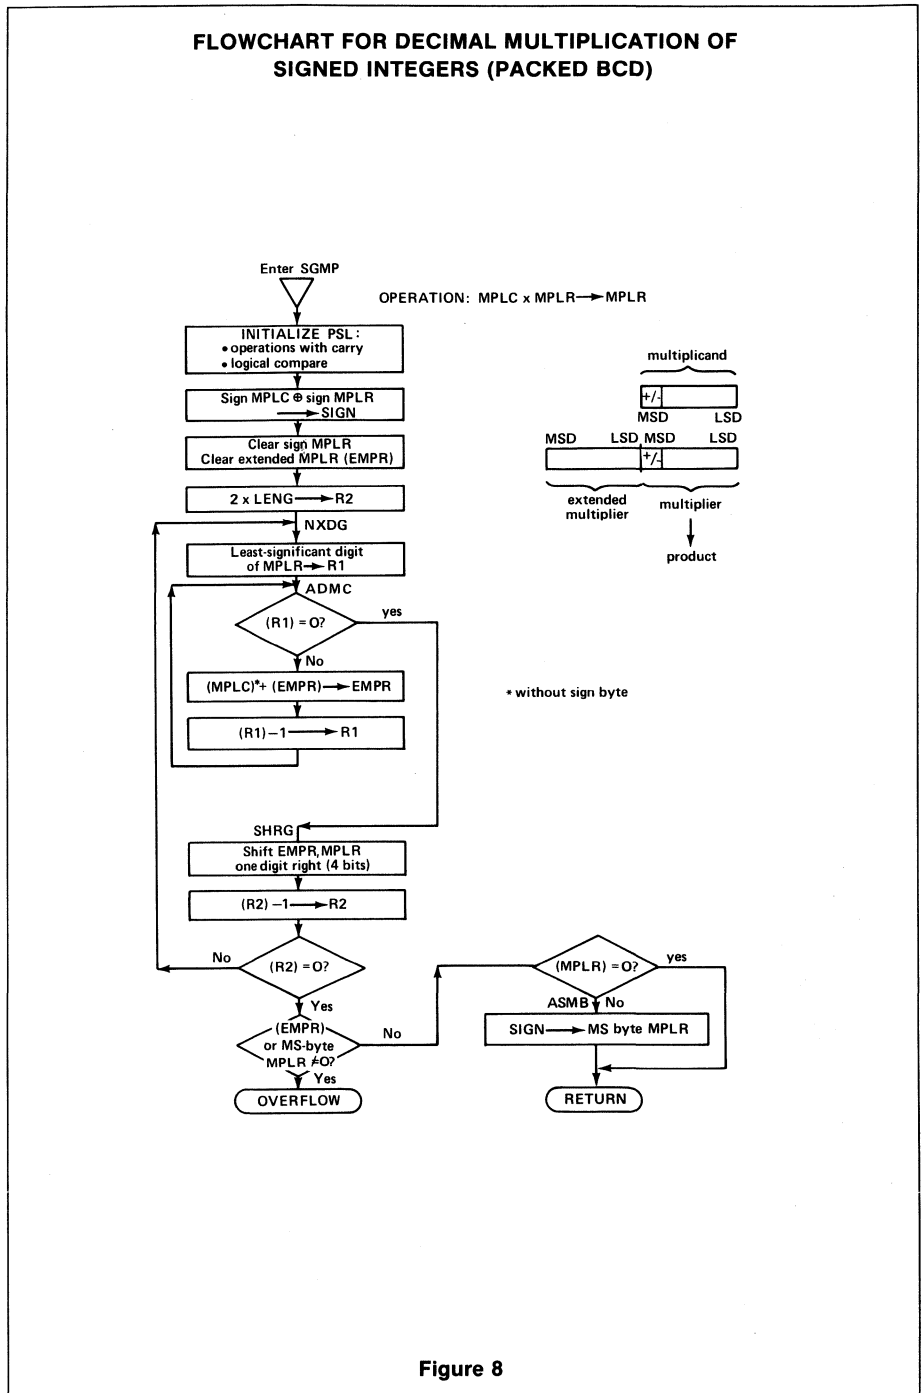 FLOWCHART FOR DECIMAL MULTIPLICATION OF
SIGNED INTEGERS (PACKED BCD)
Enter SGMP
OPERATION: MPLC x MPLR→MPLR
INITIALIZE PSL:
• operations with carry
• logical compare
Sign MPLC ⊕ sign MPLR
→ SIGN
Clear sign MPLR
Clear extended MPLR (EMPR)
2 x LENG → R2
NXDG
Least-significant digit
of MPLR→ R1
ADMC
(R1) = 0?
yes
No
(MPLC)*+ (EMPR)→ EMPR
(R1) −1 → R1
* without sign byte
multiplicand
+/-
MSD LSD
MSD LSD MSD LSD
+/-
extended
multiplier
multiplier
product
SHRG
Shift EMPR, MPLR
one digit right (4 bits)
(R2) −1 → R2
(R2) = 0?
No
Yes
(EMPR)
or MS-byte
MPLR ≠0?
No
Yes
OVERFLOW
(MPLR) = 0?
yes
ASMB
No
SIGN → MS byte MPLR
RETURN
Figure 8